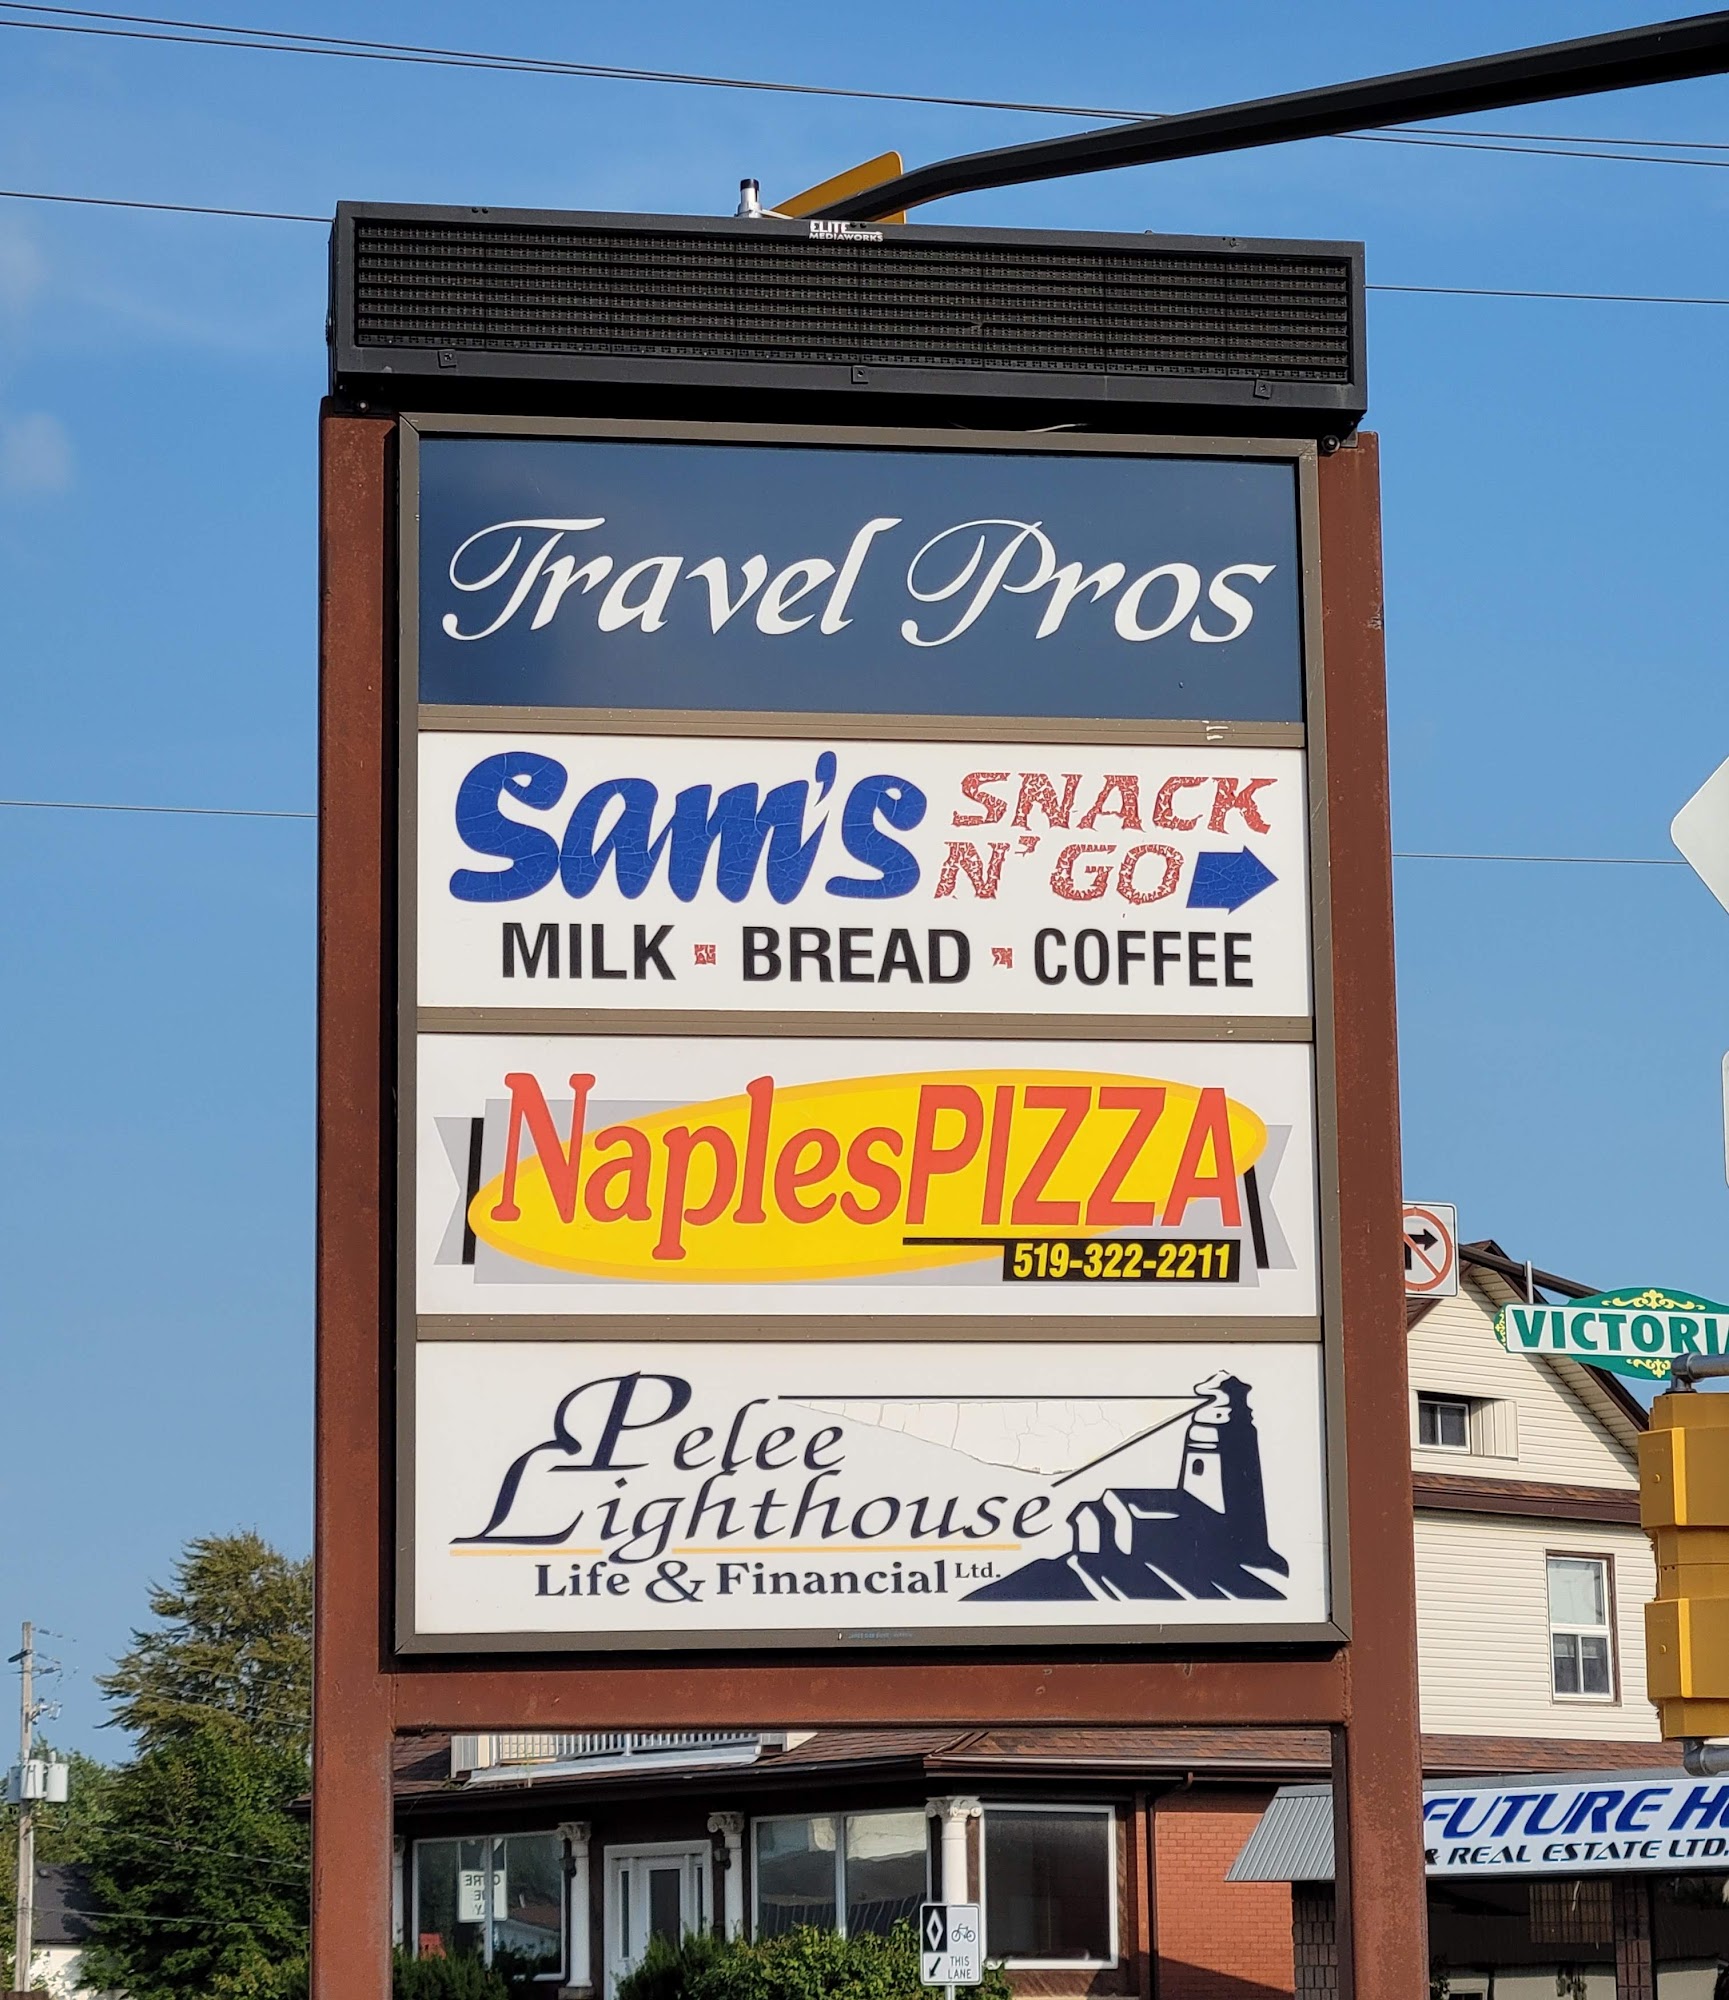 ELITE
MEDIAWORKS
Travel Pros
Sam's SNACK
N' GO
MILK ▪ BREAD ▪ COFFEE
NaplesPIZZA
519-322-2211
Pelee
Lighthouse
Life & Financial Ltd.
VICTORI
FUTURE H
& REAL ESTATE LTD.
THIS
LANE